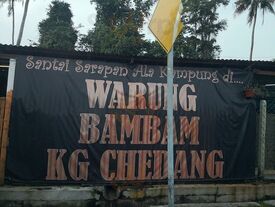 Santai Sarapan Ala Kampung di....
WARUNG
BAMBAM
KG CHEDANG